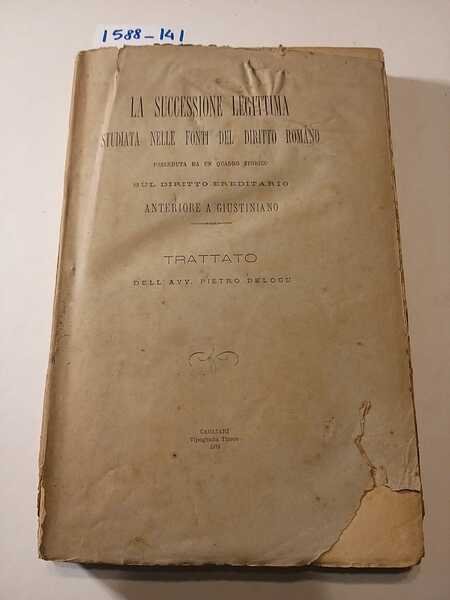 1588-141
LA SUCCESSIONE LEGITTIMA
STUDIATA NELLE FONTI DEL DIRITTO ROMANO
PRECEDUTA DA UN QUADRO STORICO
SUL DIRITTO EREDITARIO
ANTERIORE A GIUSTINIANO
TRATTATO
DELL'AVV. PIETRO DELOGU
CAGLIARI
Tipografia Timon